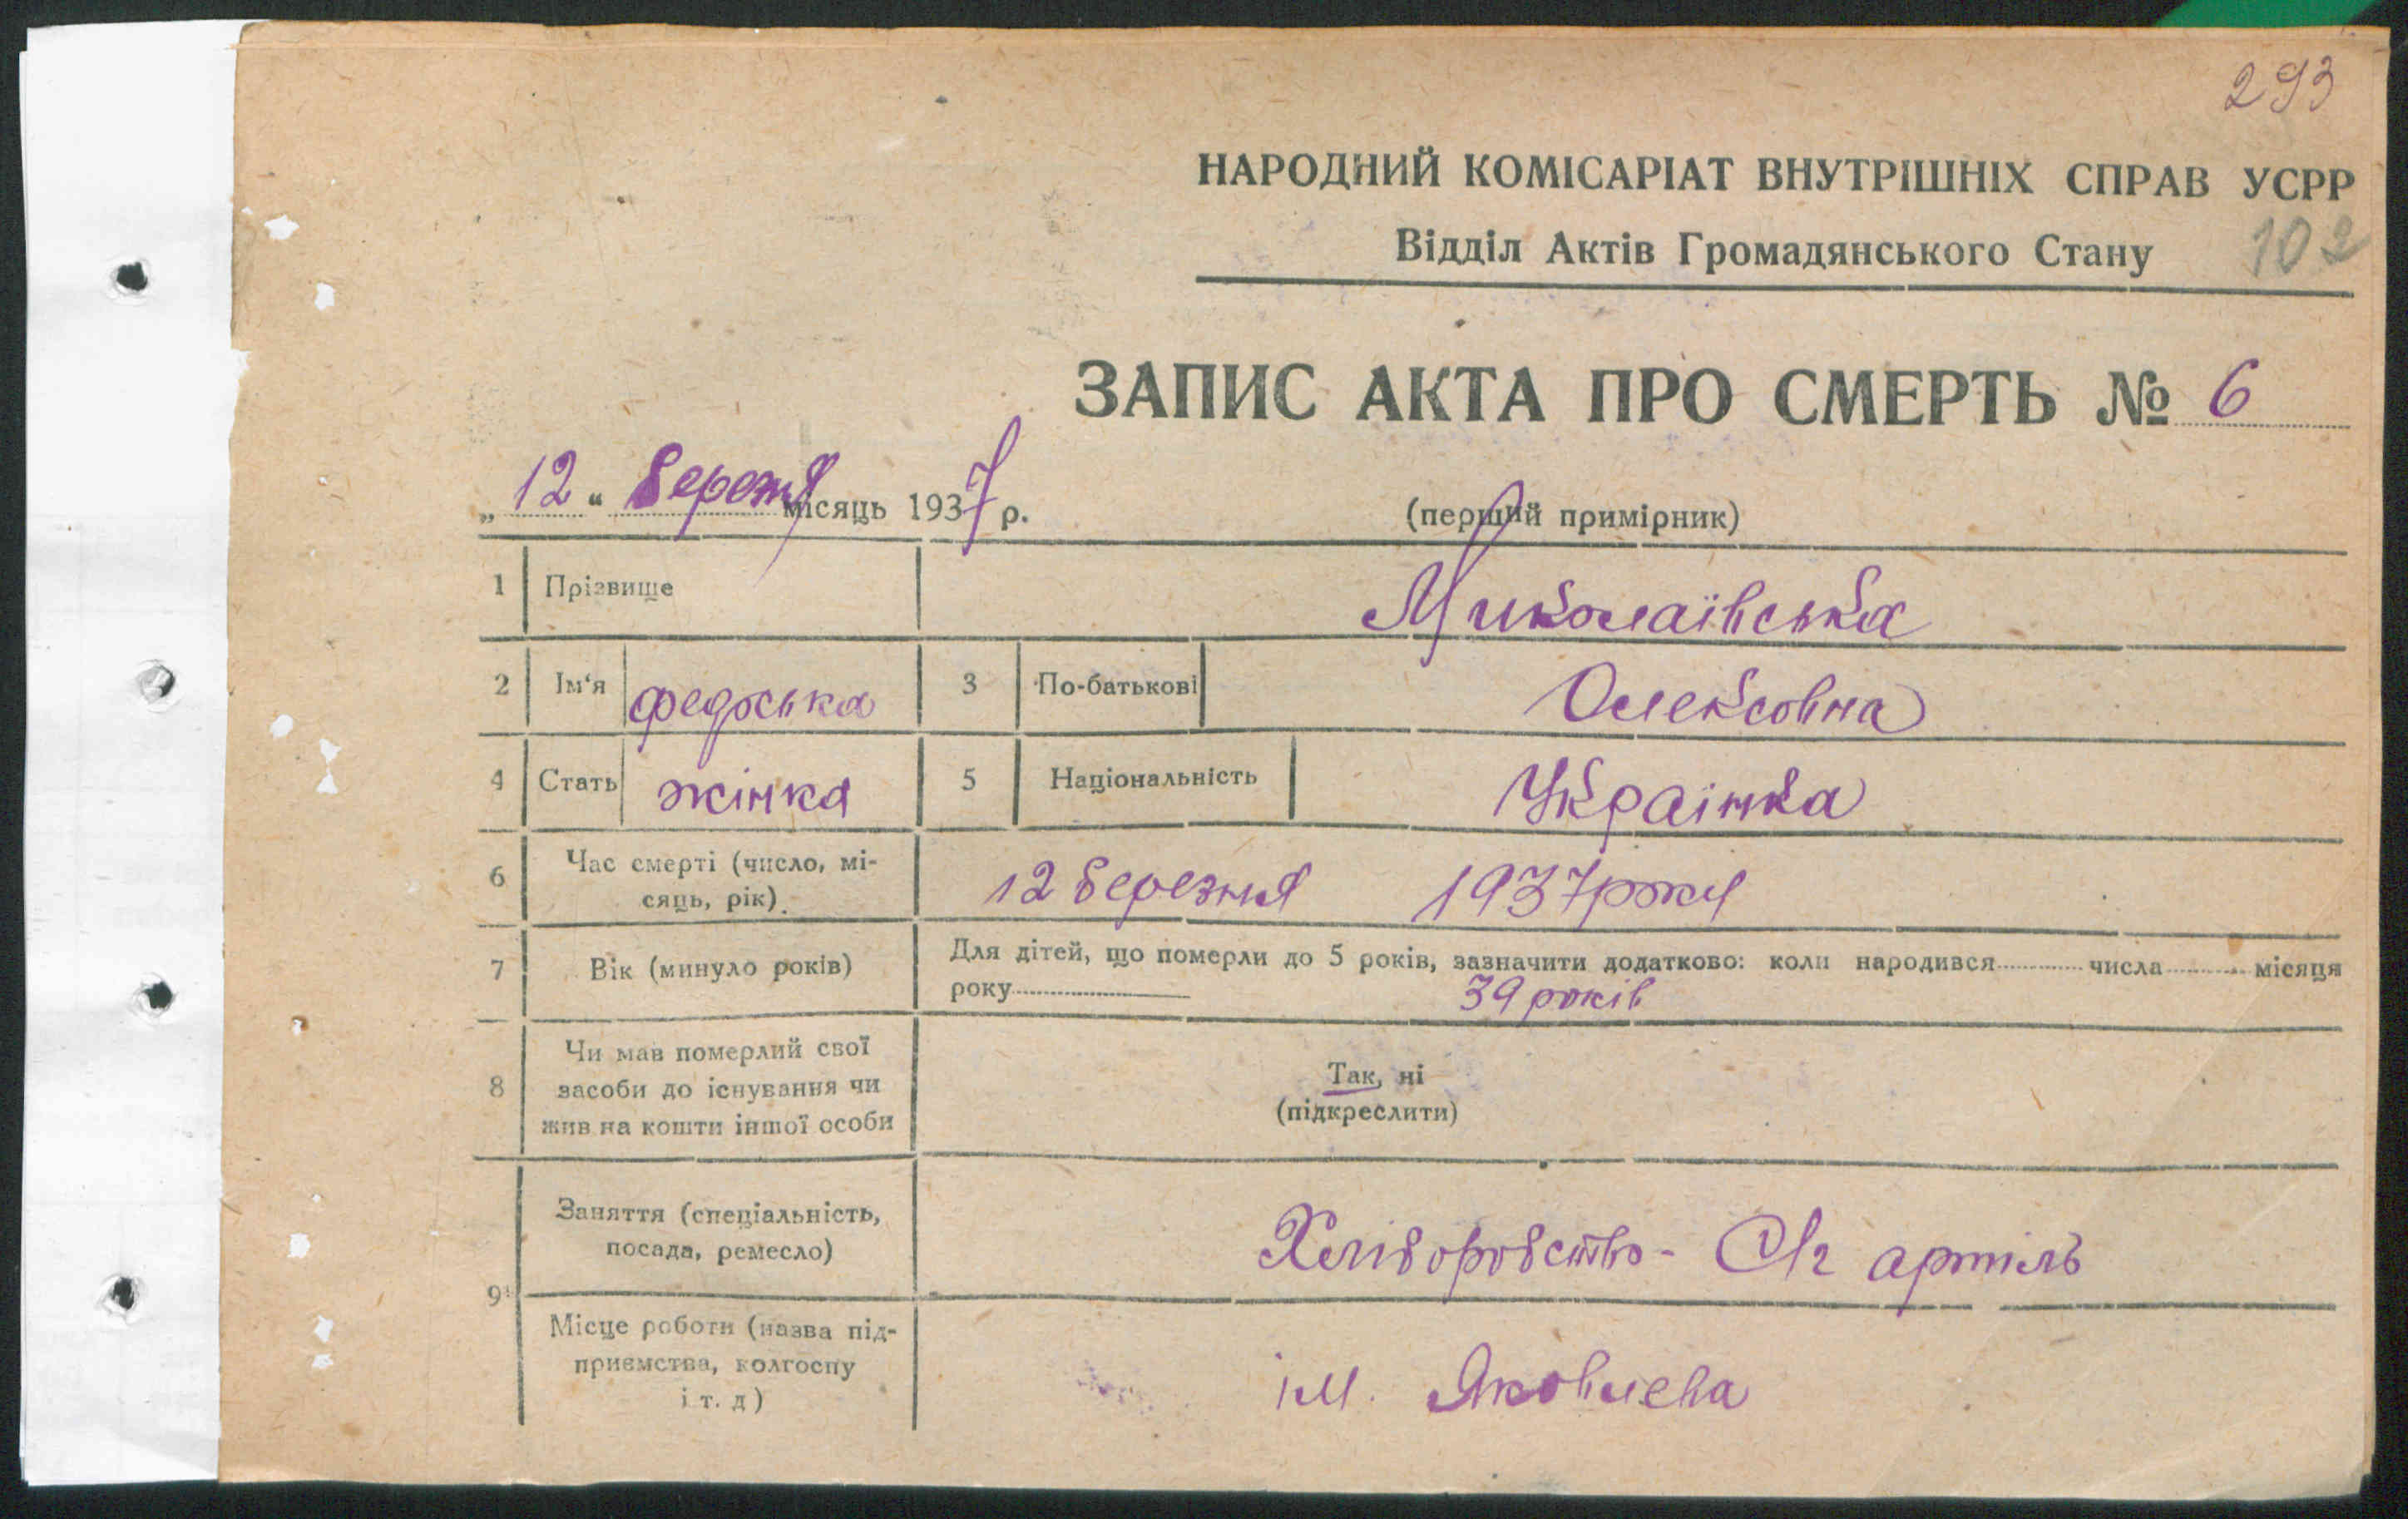 293
НАРОДНИЙ КОМІСАРІАТ ВНУТРІШНІХ СПРАВ УСРР
Відділ Актів Громадянського Стану 102
ЗАПИС АКТА ПРО СМЕРТЬ № 6
„ 12 “ березня місяць 1937 р. (перший примірник)
1 Прізвище Миколаївська
2 Ім'я Федоська 3 По-батькові Олексовна
4 Стать жінка 5 Національність Українка
6 Час смерті (число, мі-
сяць, рік). 12 березня 1937 року
7 Вік (минуло років) Для дітей, що померли до 5 років, зазначити додатково: коли народився числа місяця
року 39 років
8 Чи мав померлий свої
засоби до існування чи
жив на кошти іншої особи
Так, ні
(підкреслити)
9 Заняття (спеціальність,
посада, ремесло)
Хліборобство - С/г артіль
Місце роботи (назва під-
приємства, колгоспу
і т. д)
ім. Яковлева